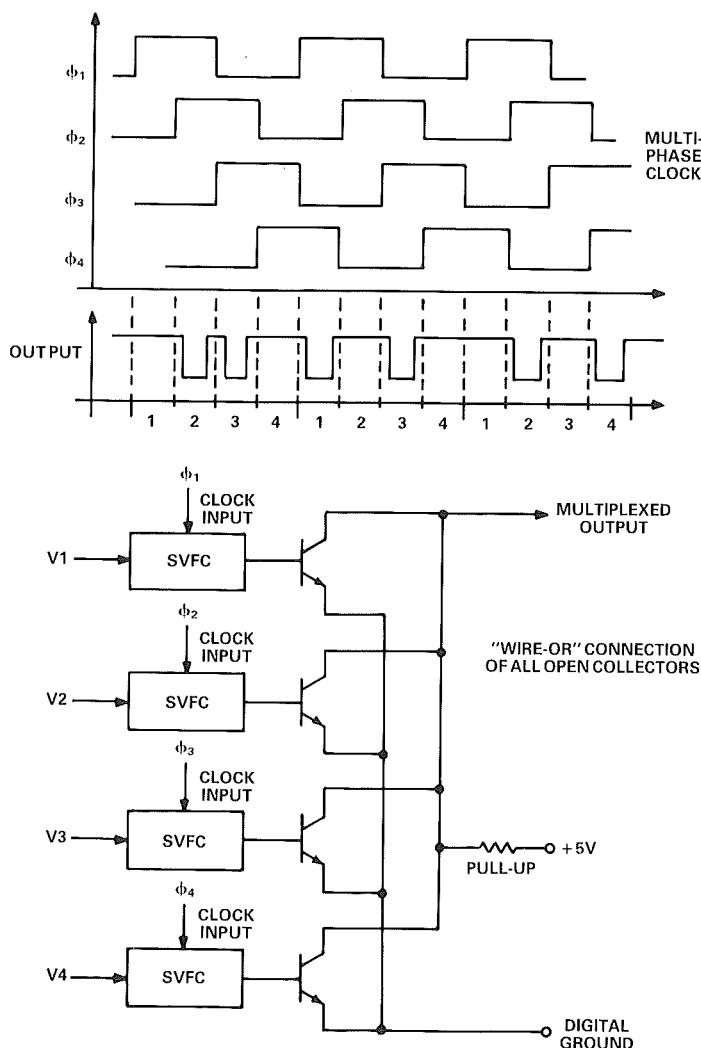 ϕ1
ϕ2
MULTI-
PHASE
CLOCK
ϕ3
ϕ4
OUTPUT
1 2 3 4 1 2 3 4 1 2 3 4
ϕ1
CLOCK
INPUT
MULTIPLEXED
OUTPUT
V1
SVFC
ϕ2
CLOCK
INPUT
"WIRE-OR" CONNECTION
OF ALL OPEN COLLECTORS
V2
SVFC
ϕ3
CLOCK
INPUT
V3
SVFC
+5V
PULL-UP
ϕ4
CLOCK
INPUT
V4
SVFC
DIGITAL
GROUND